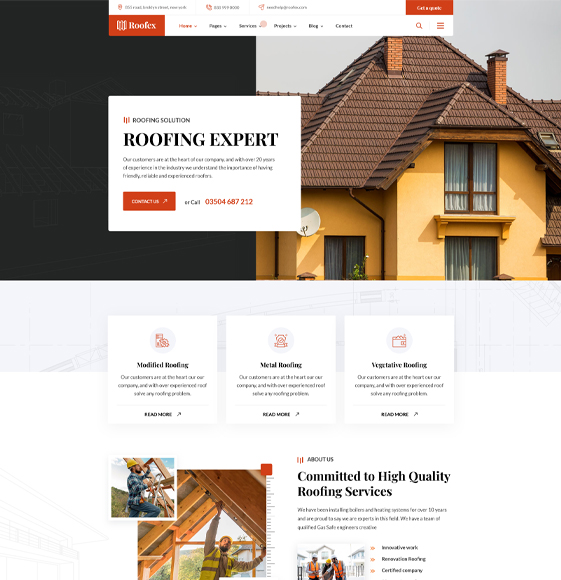 555 road, brekine street, new york
030 919 8000
needhelp@roofex.com
Get a quote
Roofex
Home
Pages
Services
Projects
Blog
Contact
ROOFING SOLUTION
ROOFING EXPERT
Our customers are at the heart of our company, and with over 20 years
of experience in the industry we understand the importance of having
friendly, reliable and experienced roofers.
CONTACT US
or Call 03504 687 212
Modified Roofing
Our customers are at the heart our our
company, and with over experienced roof
solve any roofing problem.
READ MORE
Metal Roofing
Our customers are at the heart our our
company, and with over experienced roof
solve any roofing problem.
READ MORE
Vegetative Roofing
Our customers are at the heart our our
company, and with over experienced roof
solve any roofing problem.
READ MORE
ABOUT US
Committed to High Quality
Roofing Services
We have been installing boilers and heating systems for over 10 years
and are proud to say we are experts in this field. We have a team of
qualified Gas Safe engineers creative
Innovative work
Renovation Roofing
Certified company